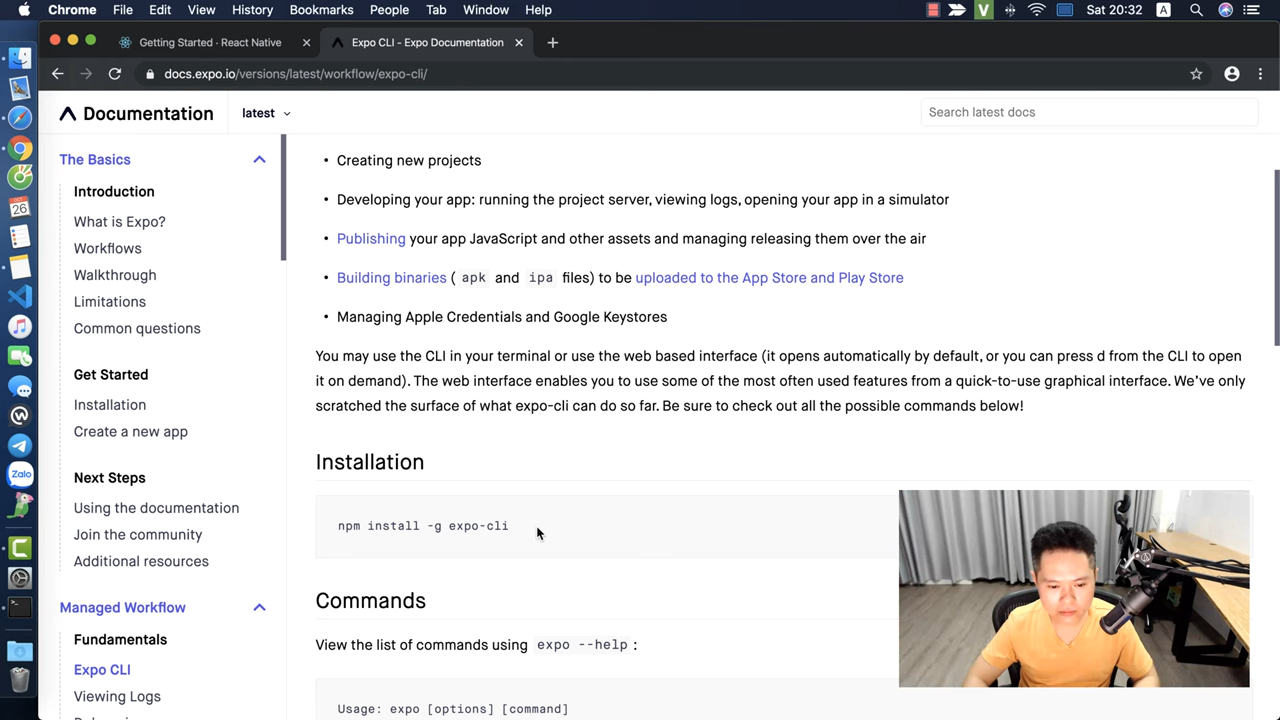 Chrome File Edit View History Bookmarks People Tab Window Help
V
Sat 20:32
A
Getting Started · React Native
Expo CLI - Expo Documentation
docs.expo.io/versions/latest/workflow/expo-cli/
Documentation
latest
Search latest docs
The Basics
Introduction
What is Expo?
Workflows
Walkthrough
Limitations
Common questions
Get Started
Installation
Create a new app
Next Steps
Using the documentation
Join the community
Additional resources
Managed Workflow
Fundamentals
Expo CLI
Viewing Logs
• Creating new projects
• Developing your app: running the project server, viewing logs, opening your app in a simulator
• Publishing your app JavaScript and other assets and managing releasing them over the air
• Building binaries ( apk and ipa files) to be uploaded to the App Store and Play Store
• Managing Apple Credentials and Google Keystores
You may use the CLI in your terminal or use the web based interface (it opens automatically by default, or you can press d from the CLI to open
it on demand). The web interface enables you to use some of the most often used features from a quick-to-use graphical interface. We've only
scratched the surface of what expo-cli can do so far. Be sure to check out all the possible commands below!
Installation
npm install -g expo-cli
Commands
View the list of commands using expo --help :
Usage: expo [options] [command]
26
Zalo